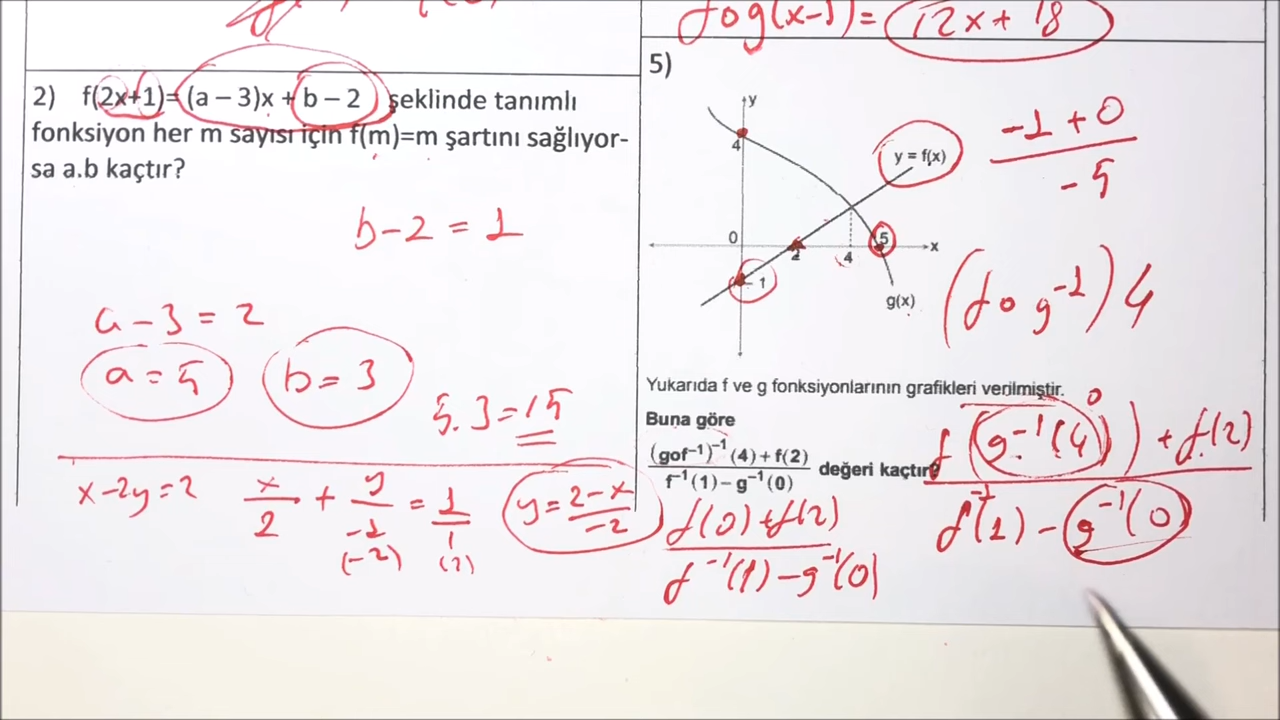 fog(x-1) = 12x + 18
2) f(2x+1)=(a – 3)x + b – 2 şeklinde tanımlı
fonksiyon her m sayısı için f(m)=m şartını sağlıyor-
sa a.b kaçtır?
b-2 = 1
a-3 = 2
a = 5
b = 3
5.3 = 15
x-2y=2
x/2 + y/-1 = 1/1
(-2) (2)
y = 2-x/-2
5)
y
4
y = f(x)
0
2
4
5
x
- 1
g(x)
-1 + 0
-5
(fog⁻¹)4
Yukarıda f ve g fonksiyonlarının grafikleri verilmiştir.
Buna göre
(gof⁻¹)⁻¹(4)+f(2)
f⁻¹(1)−g⁻¹(0) değeri kaçtır?
0
f(g⁻¹(4)) + f(2)
f⁻¹(1) - g⁻¹(0)
f(0)+f(2)
f⁻¹(1)-g⁻¹(0)